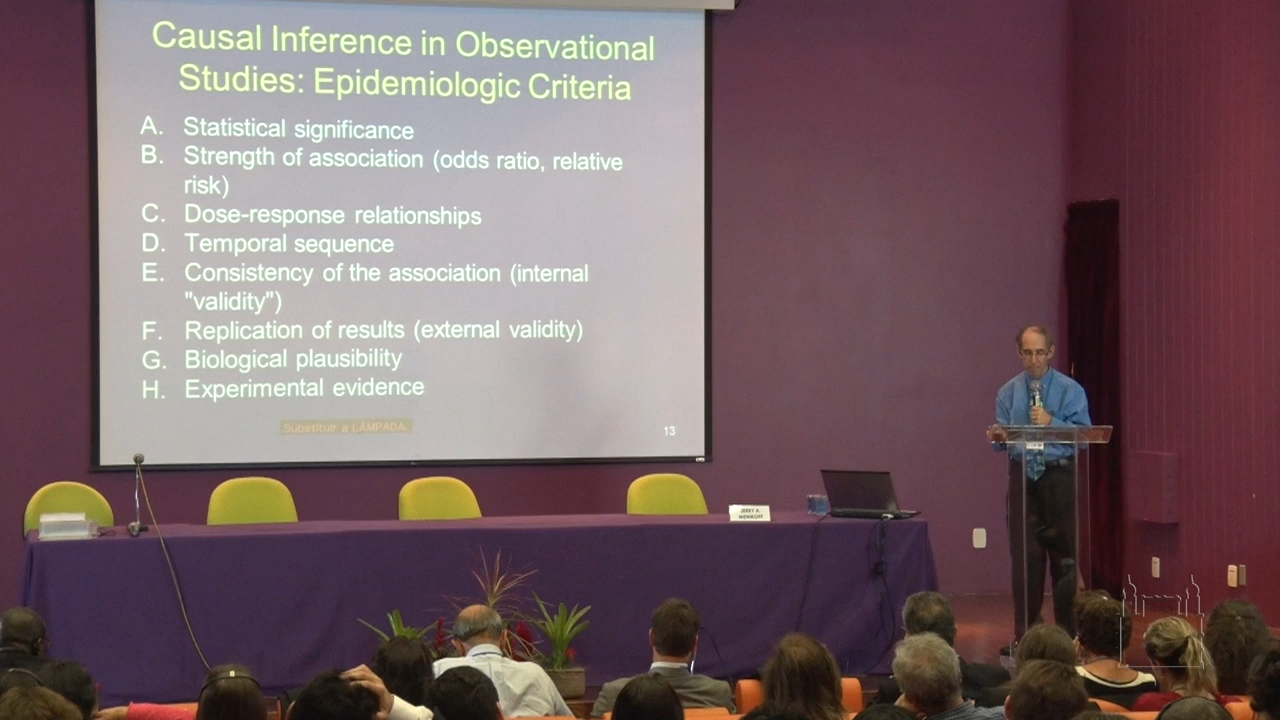 Causal Inference in Observational
Studies: Epidemiologic Criteria
A. Statistical significance
B. Strength of association (odds ratio, relative
risk)
C. Dose-response relationships
D. Temporal sequence
E. Consistency of the association (internal
"validity")
F. Replication of results (external validity)
G. Biological plausibility
H. Experimental evidence
Substituir a LÂMPADA
13
JERRY A.
MENIKOFF